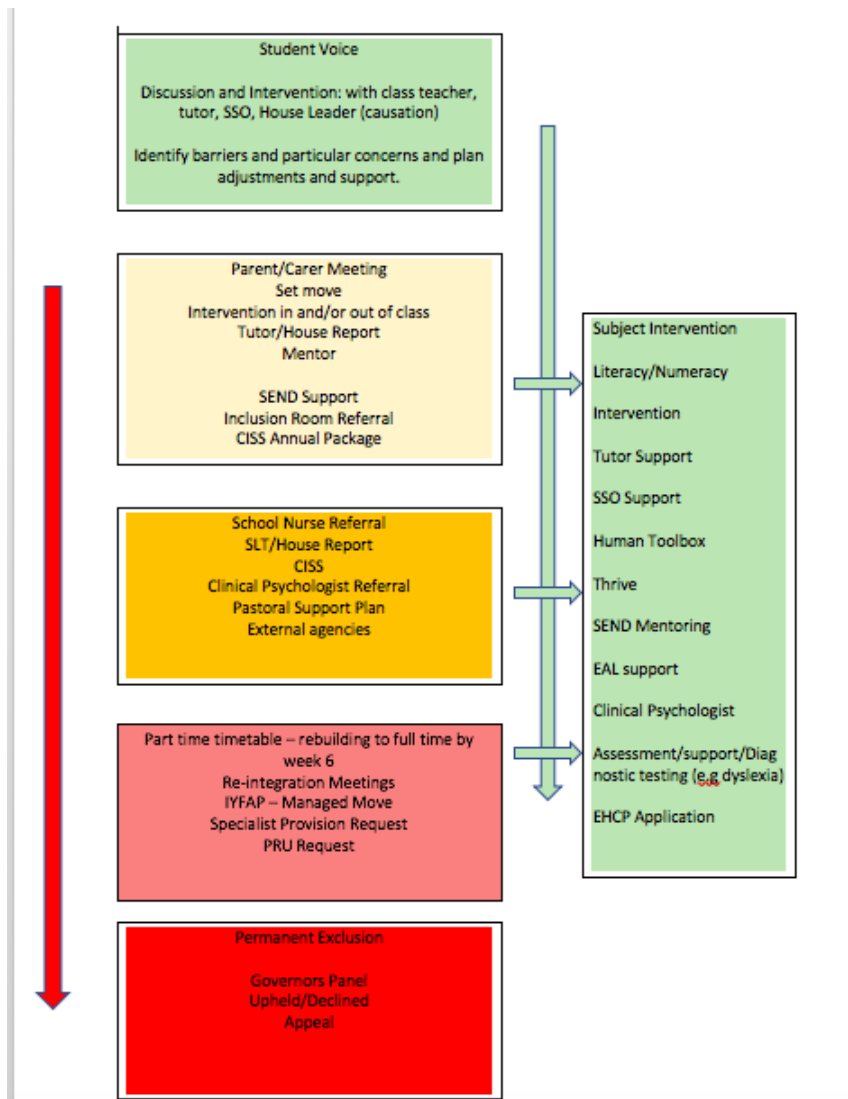 Student Voice
Discussion and Intervention: with class teacher,
tutor, SSO, House Leader (causation)
Identify barriers and particular concerns and plan
adjustments and support.
Parent/Carer Meeting
Set move
Intervention in and/or out of class
Tutor/House Report
Mentor
SEND Support
Inclusion Room Referral
CISS Annual Package
School Nurse Referral
SLT/House Report
CISS
Clinical Psychologist Referral
Pastoral Support Plan
External agencies
Part time timetable – rebuilding to full time by
week 6
Re-integration Meetings
IYFAP – Managed Move
Specialist Provision Request
PRU Request
Permanent Exclusion
Governors Panel
Upheld/Declined
Appeal
Subject Intervention
Literacy/Numeracy
Intervention
Tutor Support
SSO Support
Human Toolbox
Thrive
SEND Mentoring
EAL support
Clinical Psychologist
Assessment/support/Diag
nostic testing (e.g dyslexia)
EHCP Application